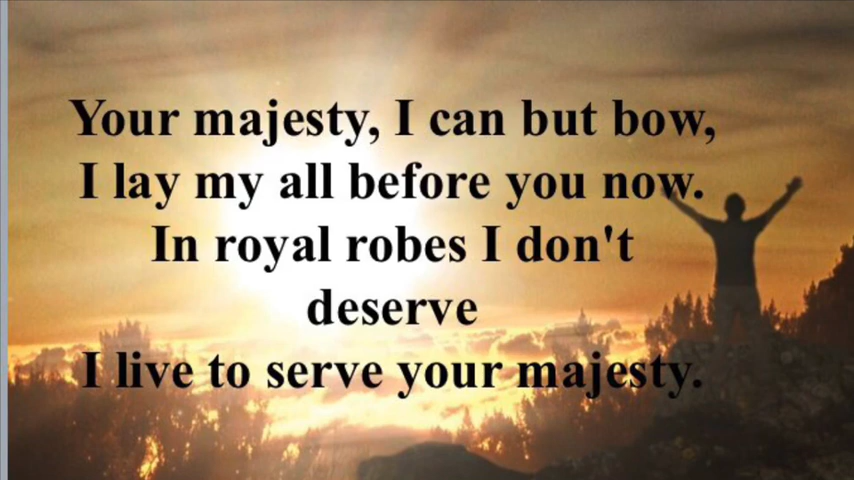 Your majesty, I can but bow,
I lay my all before you now.
In royal robes I don't
deserve
I live to serve your majesty.